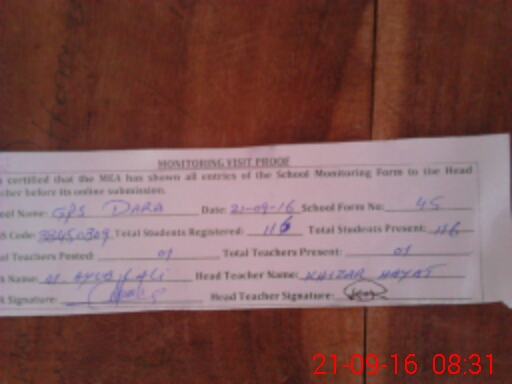 MONITORING VISIT PROOF
certified that the MEA has shown all entries of the School Monitoring Form to the Head
before its online submission.
Name: GPS DARA Date: 21-09-16 School Form No: 45
Code: Total Students Registered: 116 Total Students Present: 116
Teachers Posted: 01 Total Teachers Present: 01
Name: ALI Head Teacher Name: KHIZAR HAYAT
Signature: Head Teacher Signature:
21-09-16 08:31